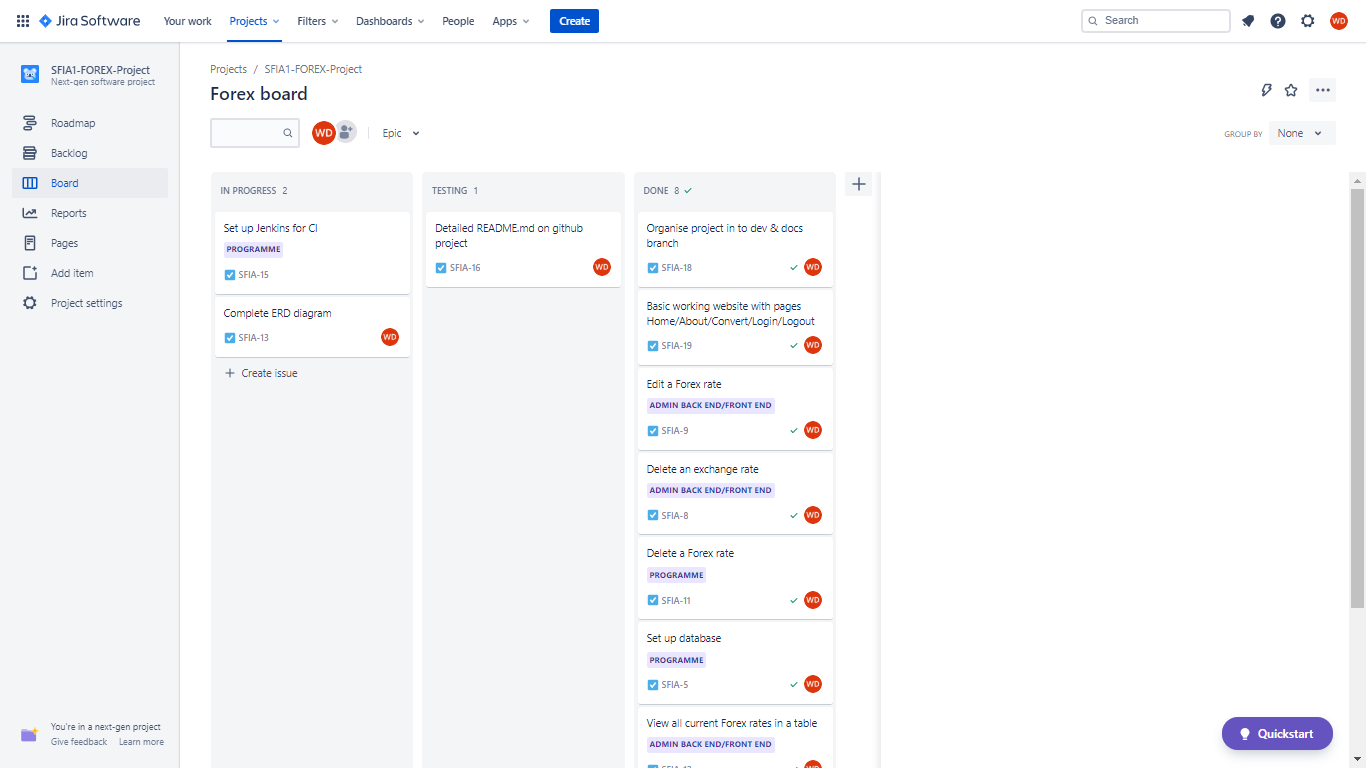 Jira Software
Your work
Projects
Filters
Dashboards
People
Apps
Create
Search
WD
SFIA1-FOREX-Project
Next-gen software project
Roadmap
Backlog
Board
Reports
Pages
Add item
Project settings
You're in a next-gen project
Give feedback Learn more
Projects / SFIA1-FOREX-Project
Forex board
WD
Epic
GROUP BY
None
IN PROGRESS 2
Set up Jenkins for CI
PROGRAMME
SFIA-15
Complete ERD diagram
SFIA-13
WD
Create issue
TESTING 1
Detailed README.md on github
project
SFIA-16
WD
DONE 8
Organise project in to dev & docs
branch
SFIA-18
WD
Basic working website with pages
Home/About/Convert/Login/Logout
SFIA-19
WD
Edit a Forex rate
ADMIN BACK END/FRONT END
SFIA-9
WD
Delete an exchange rate
ADMIN BACK END/FRONT END
SFIA-8
WD
Delete a Forex rate
PROGRAMME
SFIA-11
WD
Set up database
PROGRAMME
SFIA-5
WD
View all current Forex rates in a table
ADMIN BACK END/FRONT END
WD
Quickstart